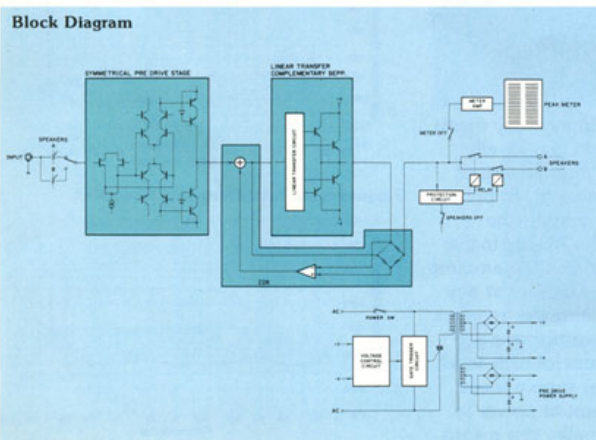 Block Diagram
SYMMETRICAL PRE DRIVE STAGE
LINEAR TRANSFER
COMPLEMENTARY SEPP.
METER
AMP
PEAK METER
METER OFF
SPEAKERS
A
B
INPUT
LINEAR TRANSFER CIRCUIT
A
B
SPEAKERS
PROTECTION
CIRCUIT
RELAY
SPEAKERS OFF
AC
POWER SW
VOLTAGE
CONTROL
CIRCUIT
GATE TRIGGER
CIRCUIT
AC
PRE DRIVE
POWER SUPPLY